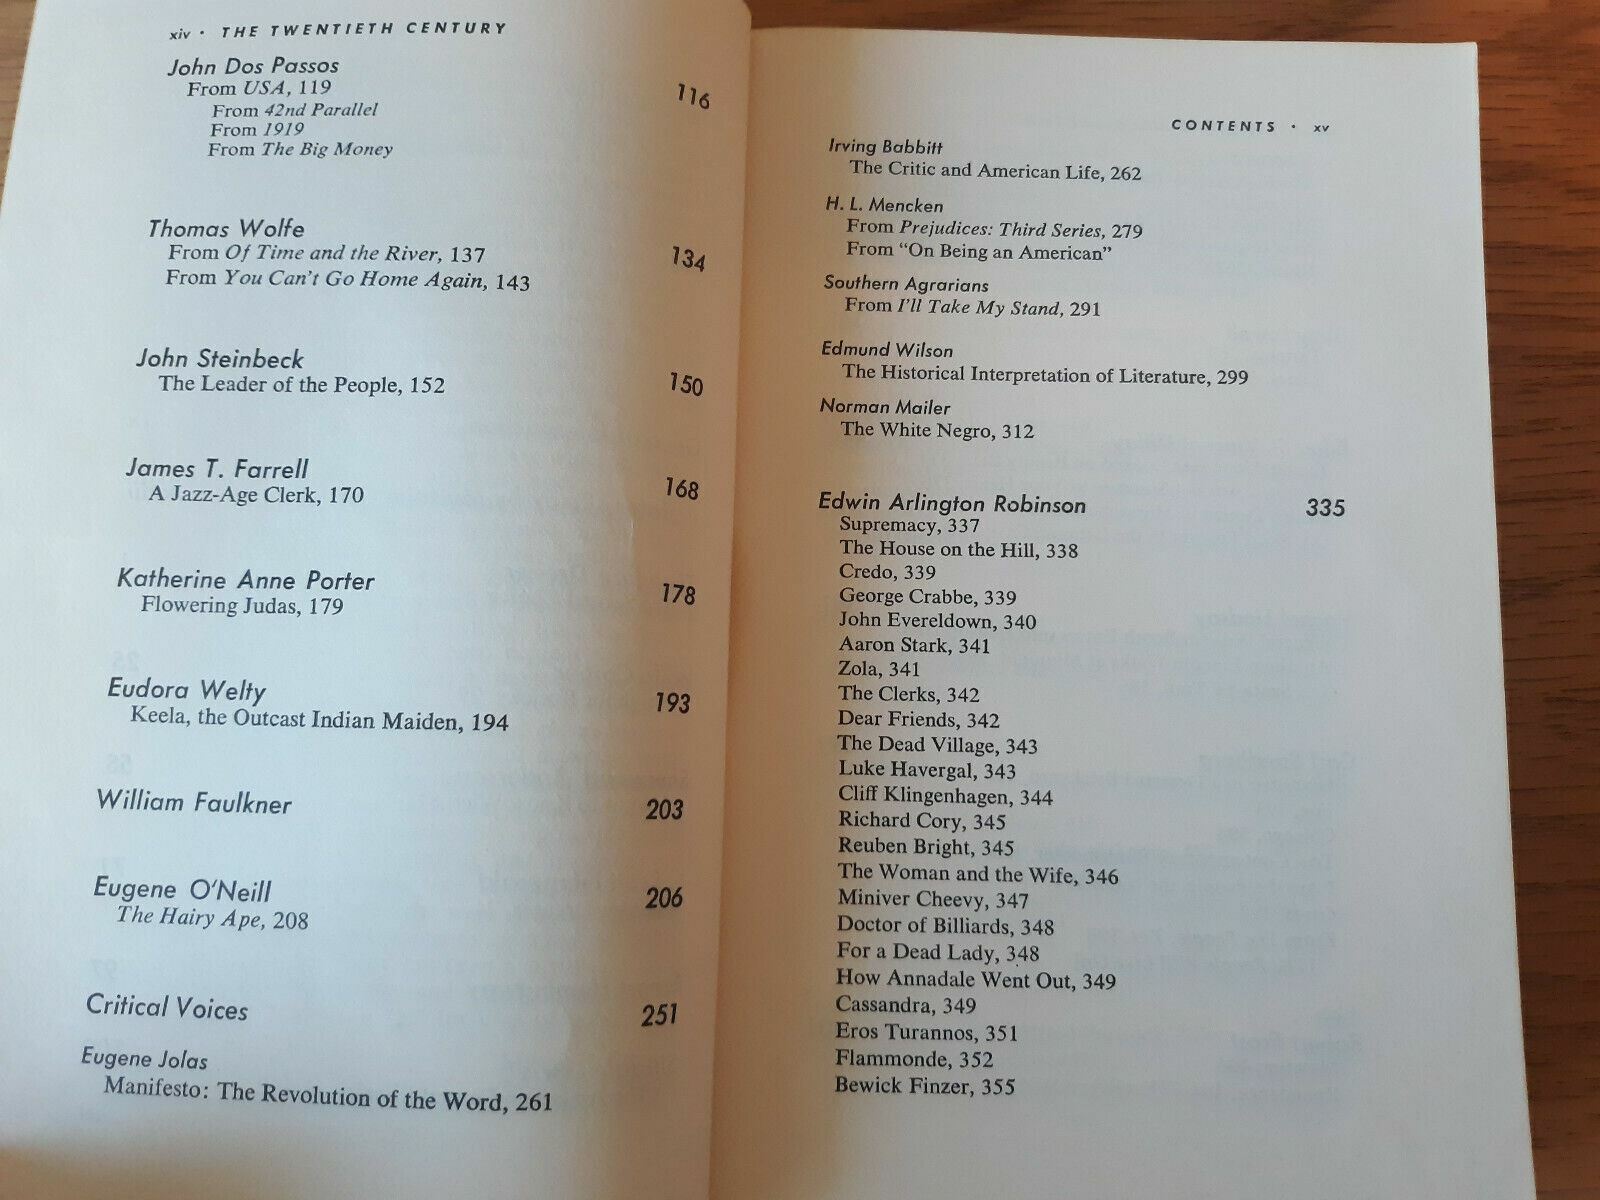 xiv · THE TWENTIETH CENTURY
John Dos Passos 116
From USA, 119
From 42nd Parallel
From 1919
From The Big Money
Thomas Wolfe 134
From Of Time and the River, 137
From You Can't Go Home Again, 143
John Steinbeck 150
The Leader of the People, 152
James T. Farrell 168
A Jazz-Age Clerk, 170
Katherine Anne Porter 178
Flowering Judas, 179
Eudora Welty 193
Keela, the Outcast Indian Maiden, 194
William Faulkner 203
Eugene O'Neill 206
The Hairy Ape, 208
Critical Voices 251
Eugene Jolas
Manifesto: The Revolution of the Word, 261
CONTENTS · xv
Irving Babbitt
The Critic and American Life, 262
H. L. Mencken
From Prejudices: Third Series, 279
From "On Being an American"
Southern Agrarians
From I'll Take My Stand, 291
Edmund Wilson
The Historical Interpretation of Literature, 299
Norman Mailer
The White Negro, 312
Edwin Arlington Robinson 335
Supremacy, 337
The House on the Hill, 338
Credo, 339
George Crabbe, 339
John Evereldown, 340
Aaron Stark, 341
Zola, 341
The Clerks, 342
Dear Friends, 342
The Dead Village, 343
Luke Havergal, 343
Cliff Klingenhagen, 344
Richard Cory, 345
Reuben Bright, 345
The Woman and the Wife, 346
Miniver Cheevy, 347
Doctor of Billiards, 348
For a Dead Lady, 348
How Annadale Went Out, 349
Cassandra, 349
Eros Turannos, 351
Flammonde, 352
Bewick Finzer, 355